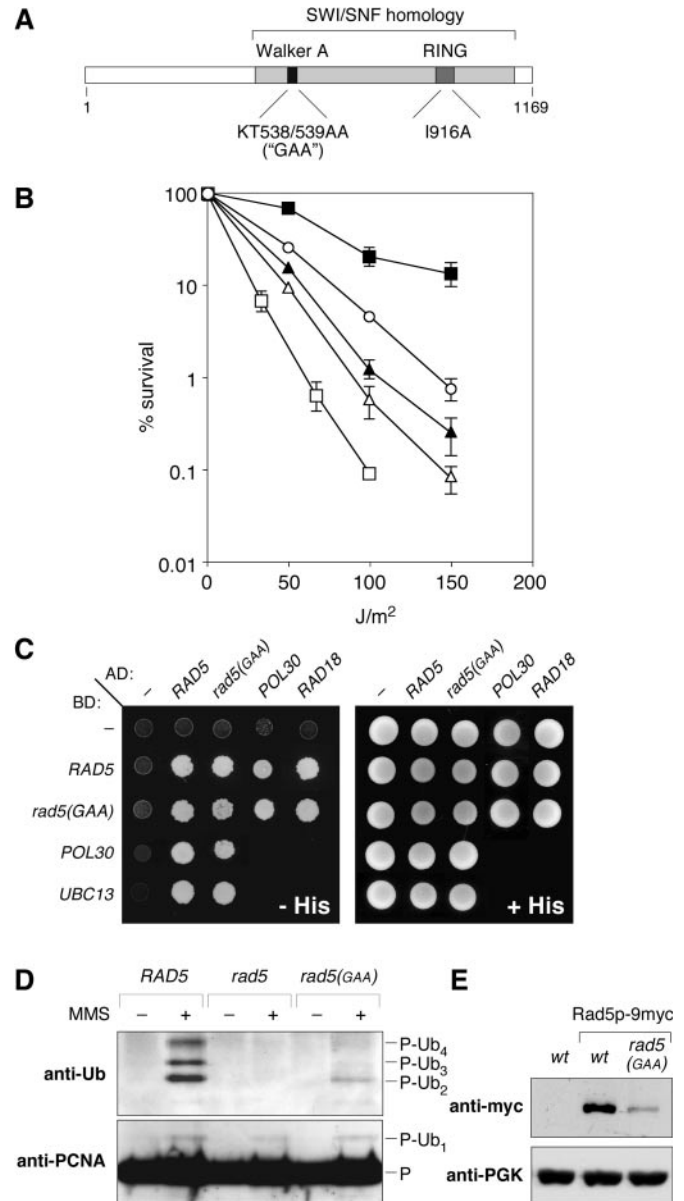 A
SWI/SNF homology
Walker A RING
1 1169
KT538/539AA I916A
("GAA")
B
% survival
100
10
1
0.1
0.01
0 50 100 150 200
J/m²
C
AD: – RAD5 rad5(GAA) POL30 RAD18 – RAD5 rad5(GAA) POL30 RAD18
BD:
–
RAD5
rad5(GAA)
POL30
UBC13
- His + His
D
RAD5 rad5 rad5(GAA)
MMS – + – + – +
anti-Ub
P-Ub₄
P-Ub₃
P-Ub₂
anti-PCNA
P-Ub₁
P
E
Rad5p-9myc
wt wt rad5
(GAA)
anti-myc
anti-PGK